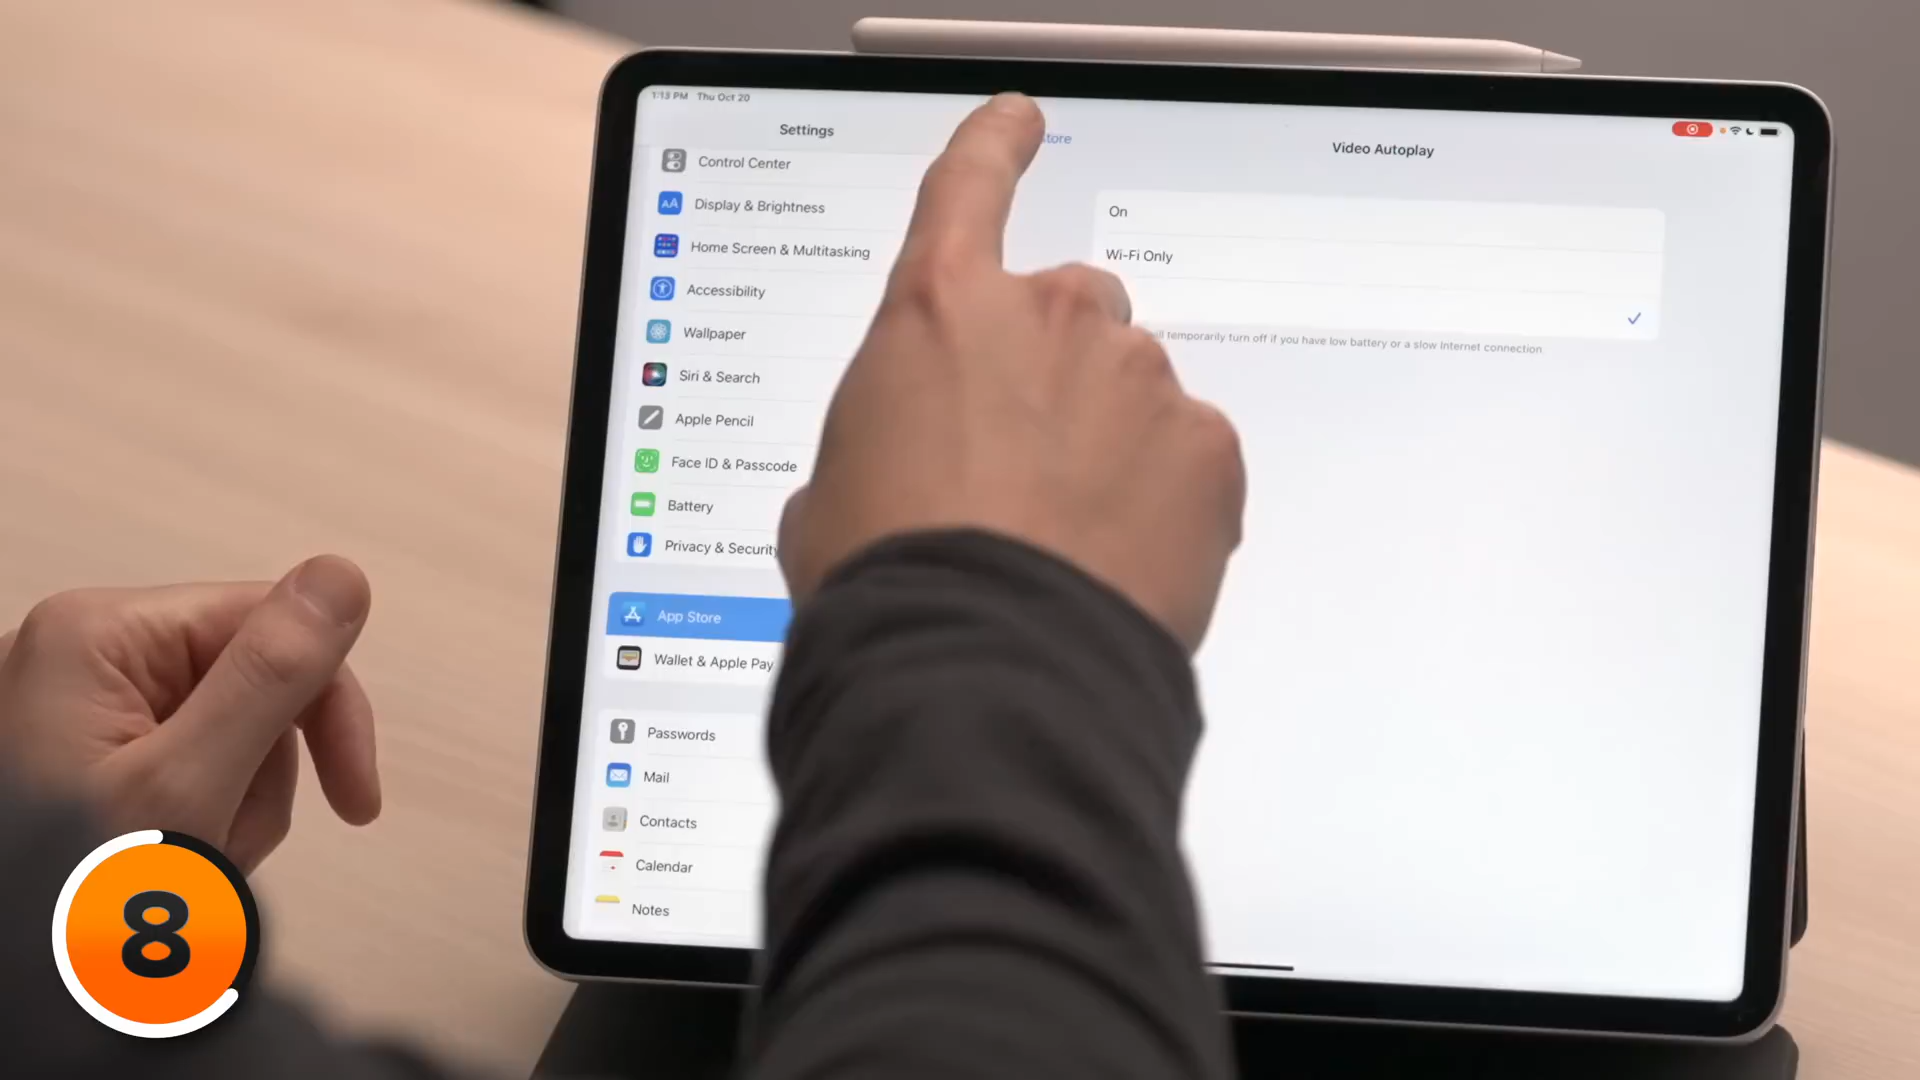 1:13 PM Thu Oct 20
Settings
Control Center
Display & Brightness
Home Screen & Multitasking
Accessibility
Wallpaper
Siri & Search
Apple Pencil
Face ID & Passcode
Battery
Privacy & Security
App Store
Wallet & Apple Pay
Passwords
Mail
Contacts
Calendar
Notes
Store
Video Autoplay
On
Wi-Fi Only
will temporarily turn off if you have low battery or a slow Internet connection
8